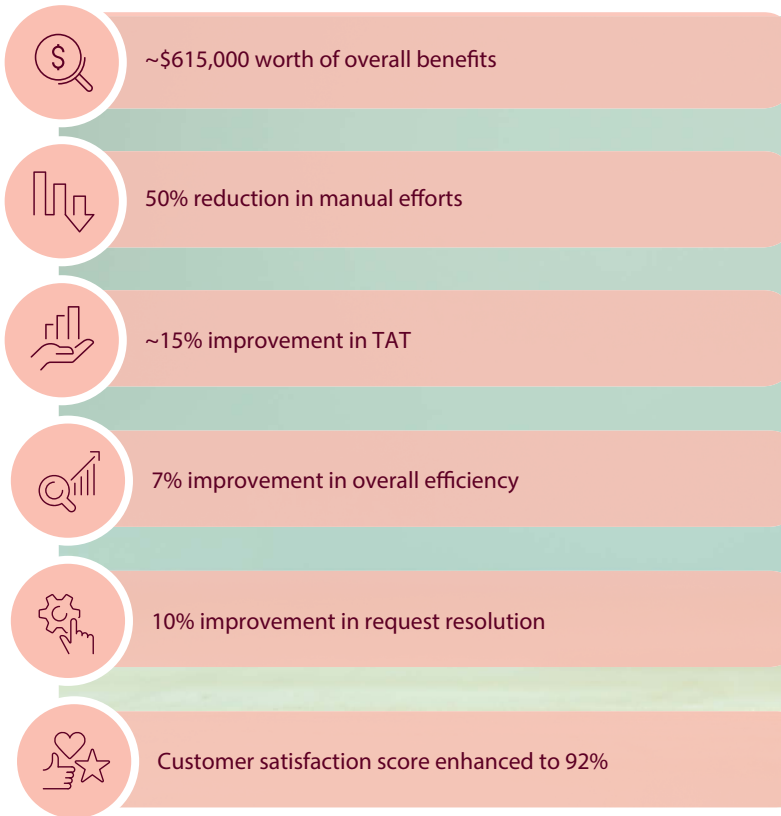 ~$615,000 worth of overall benefits
50% reduction in manual efforts
~15% improvement in TAT
7% improvement in overall efficiency
10% improvement in request resolution
Customer satisfaction score enhanced to 92%